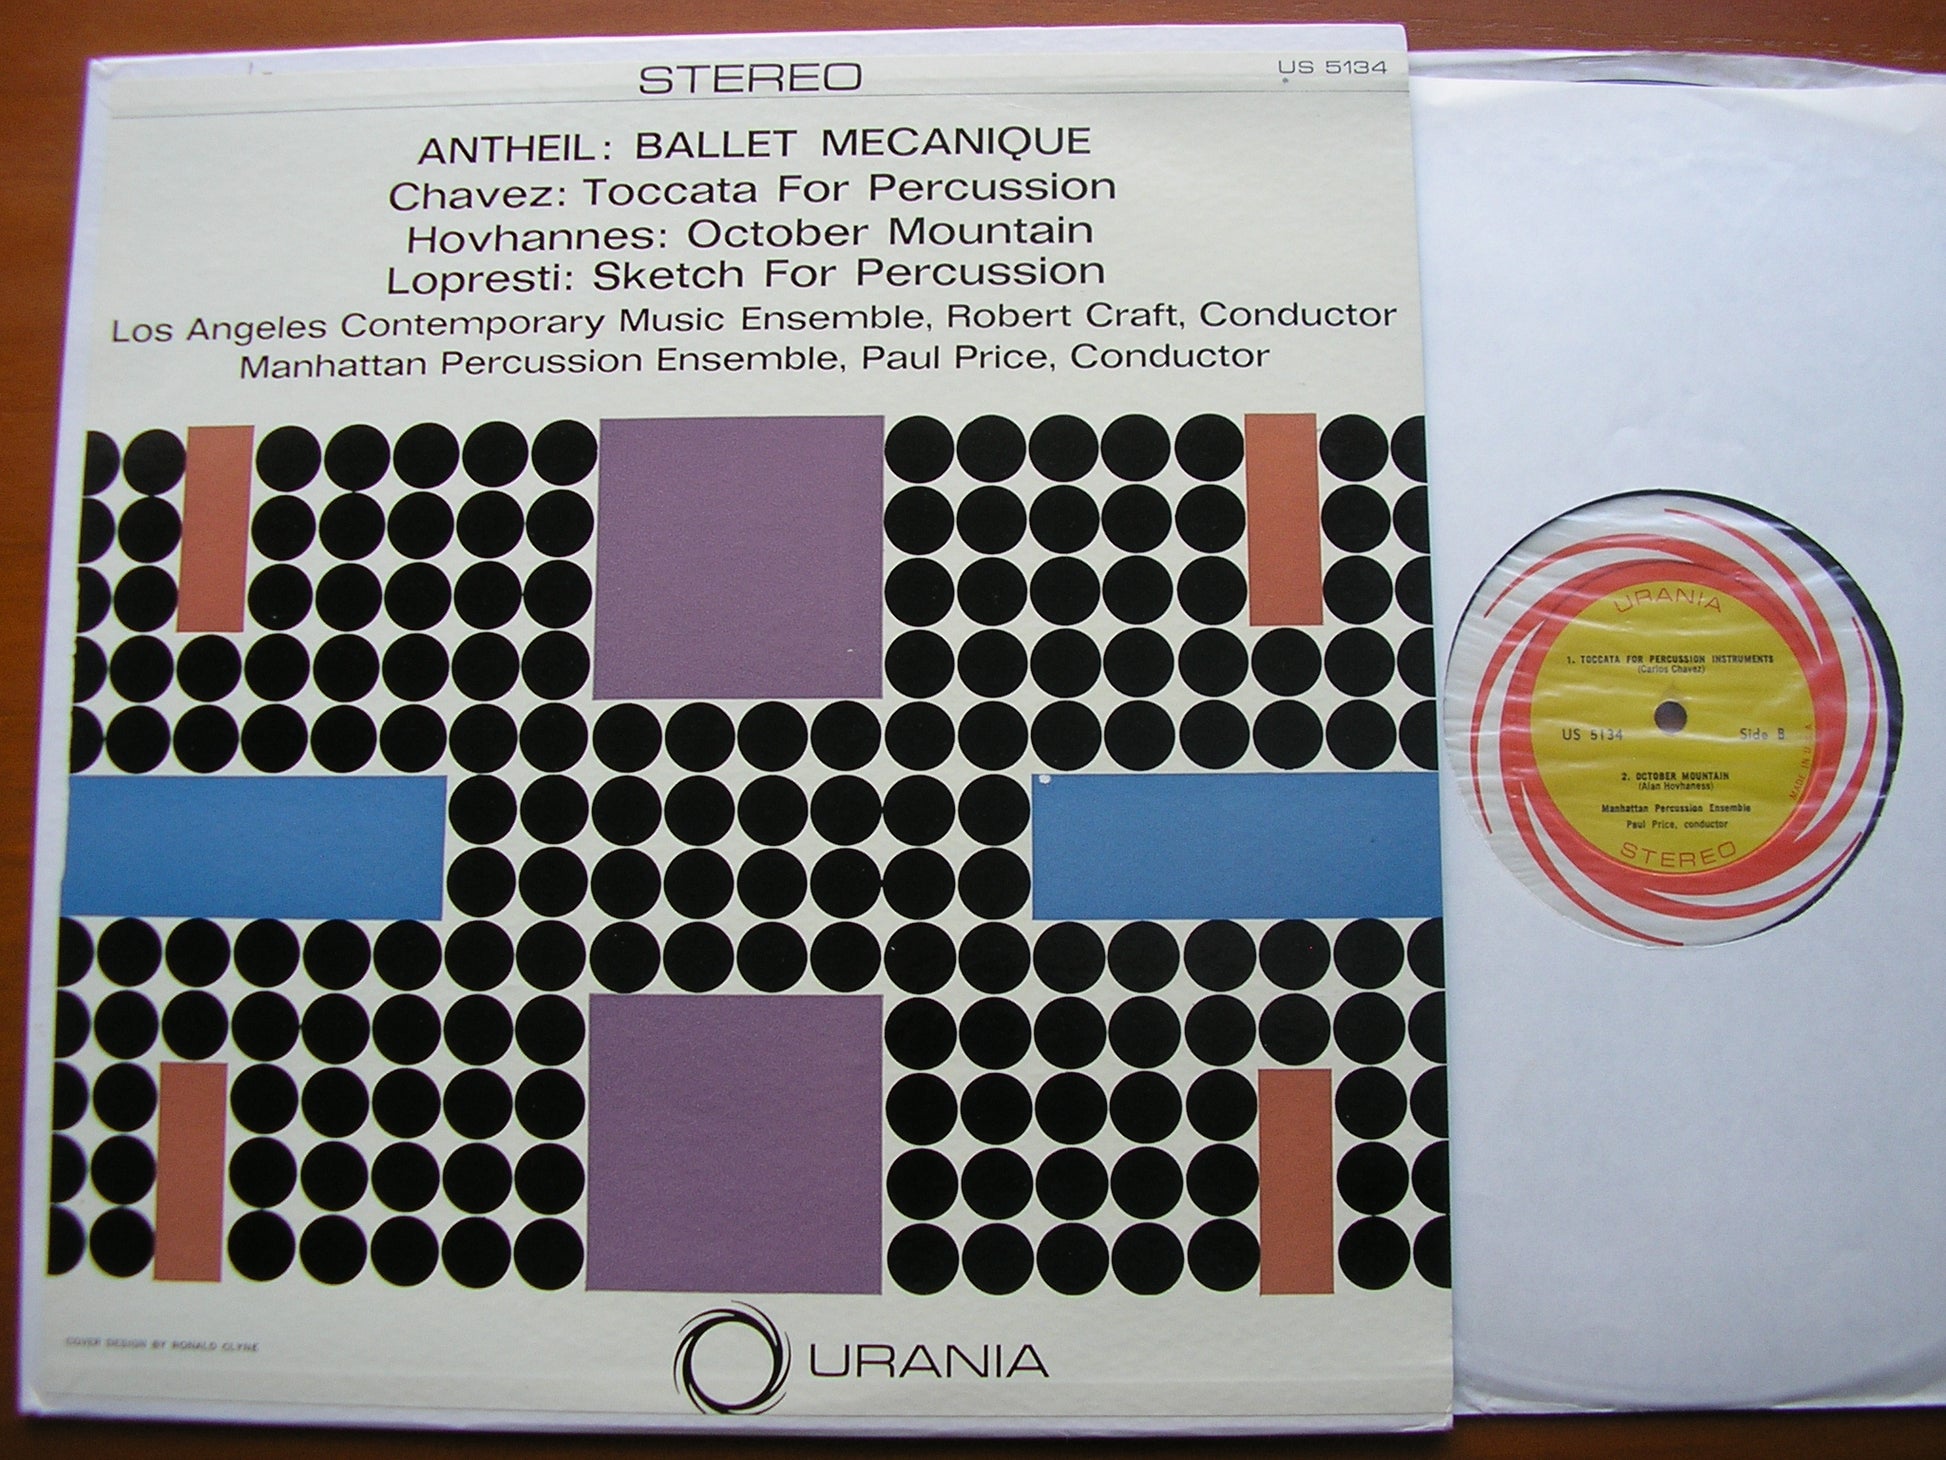 STEREO
US 5134
ANTHEIL: BALLET MECANIQUE
Chavez: Toccata For Percussion
Hovhannes: October Mountain
Lopresti: Sketch For Percussion
Los Angeles Contemporary Music Ensemble, Robert Craft, Conductor
Manhattan Percussion Ensemble, Paul Price, Conductor
COVER DESIGN BY RONALD CLYNE
URANIA
URANIA
1. TOCCATA FOR PERCUSSION INSTRUMENTS
(Carlos Chavez)
US 5134
Side B
2. OCTOBER MOUNTAIN
(Alan Hovhaness)
Manhattan Percussion Ensemble
Paul Price, conductor
STEREO
MADE IN U.S.A.